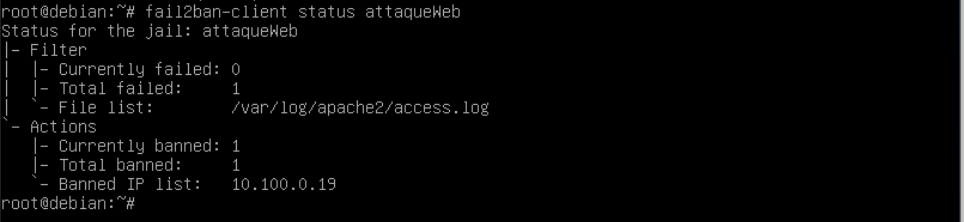 root@debian:~# fail2ban-client status attaqueWeb
Status for the jail: attaqueWeb
|- Filter
|  |- Currently failed: 0
|  |- Total failed:     1
|  `- File list:        /var/log/apache2/access.log
`- Actions
   |- Currently banned: 1
   |- Total banned:     1
   `- Banned IP list:   10.100.0.19
root@debian:~#